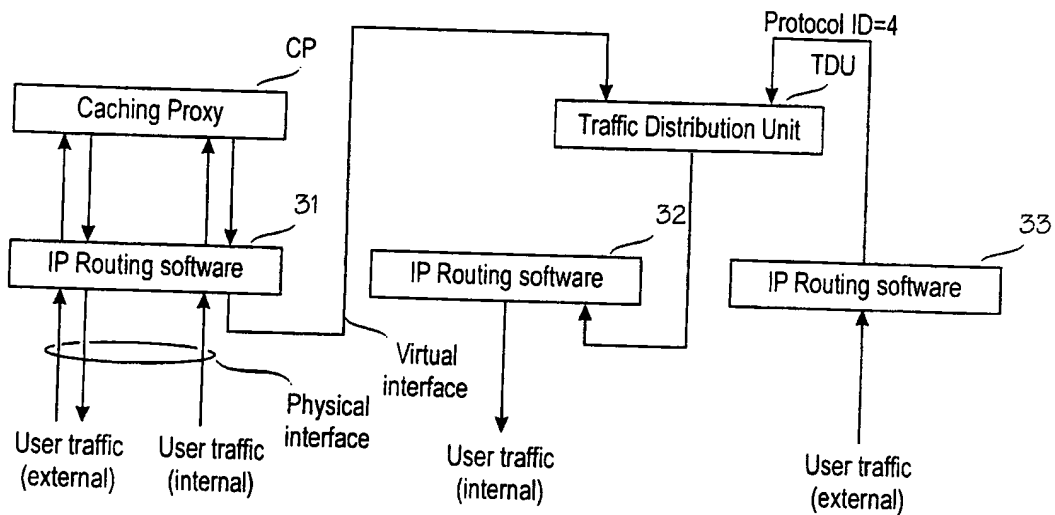 Protocol ID=4
CP
TDU
Caching Proxy
Traffic Distribution Unit
31
32
33
IP Routing software
IP Routing software
IP Routing software
Virtual
interface
Physical
interface
User traffic
(external)
User traffic
(internal)
User traffic
(internal)
User traffic
(external)